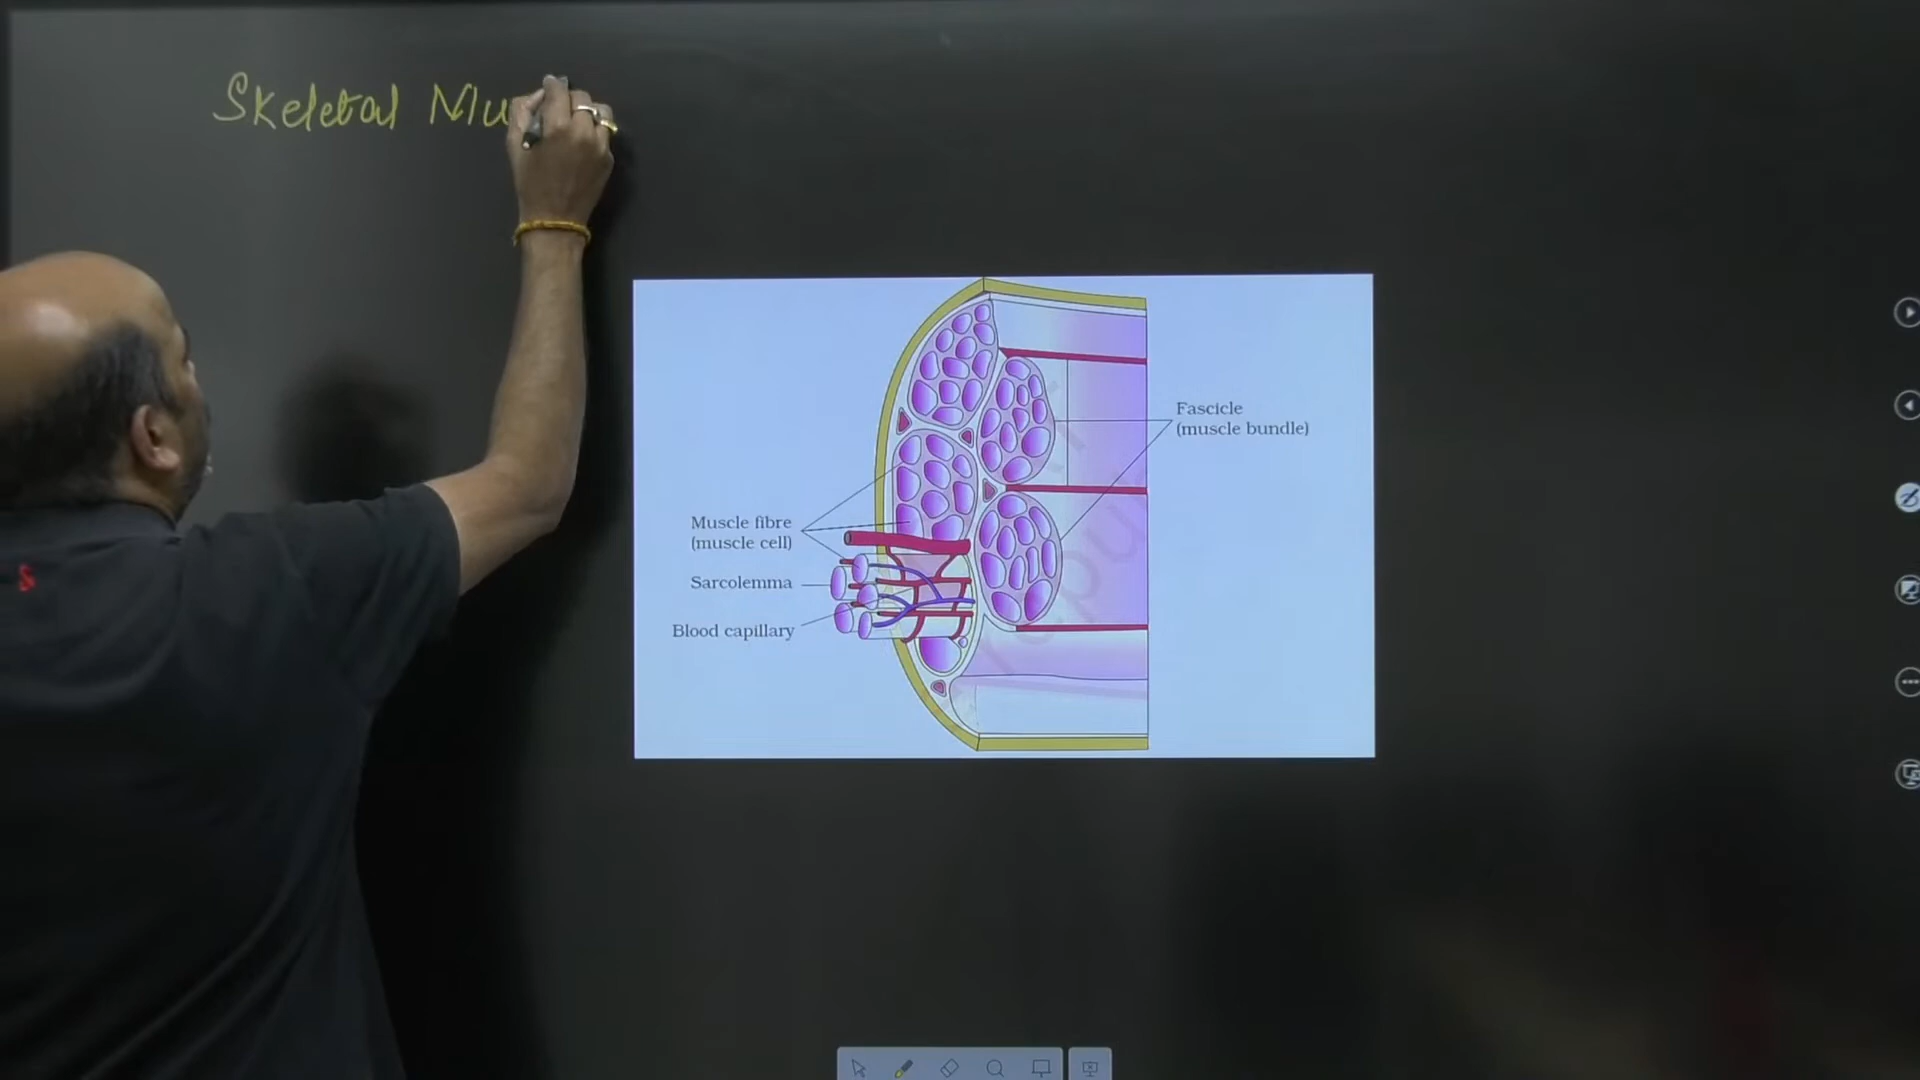 Skeletal Mu
Fascicle
(muscle bundle)
Muscle fibre
(muscle cell)
Sarcolemma
Blood capillary
S